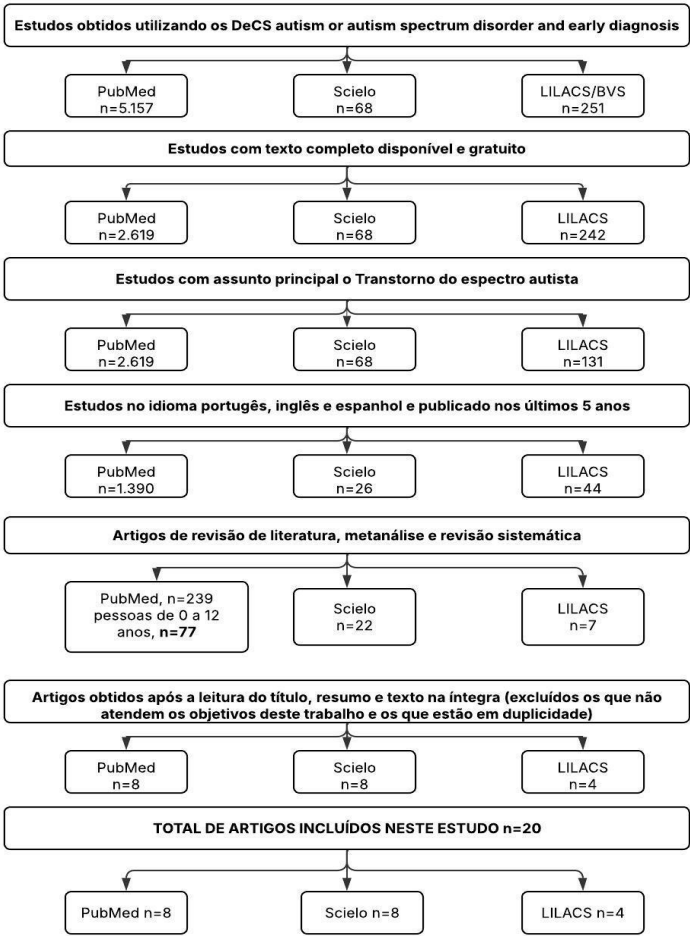 Estudos obtidos utilizando os DeCS autism or autism spectrum disorder and early diagnosis
PubMed
n=5.157
Scielo
n=68
LILACS/BVS
n=251
Estudos com texto completo disponível e gratuito
PubMed
n=2.619
Scielo
n=68
LILACS
n=242
Estudos com assunto principal o Transtorno do espectro autista
PubMed
n=2.619
Scielo
n=68
LILACS
n=131
Estudos no idioma portugês, inglês e espanhol e publicado nos últimos 5 anos
PubMed
n=1.390
Scielo
n=26
LILACS
n=44
Artigos de revisão de literatura, metanálise e revisão sistemática
PubMed, n=239
pessoas de 0 a 12
anos, n=77
Scielo
n=22
LILACS
n=7
Artigos obtidos após a leitura do título, resumo e texto na íntegra (excluídos os que não
atendem os objetivos deste trabalho e os que estão em duplicidade)
PubMed
n=8
Scielo
n=8
LILACS
n=4
TOTAL DE ARTIGOS INCLUÍDOS NESTE ESTUDO n=20
PubMed n=8
Scielo n=8
LILACS n=4